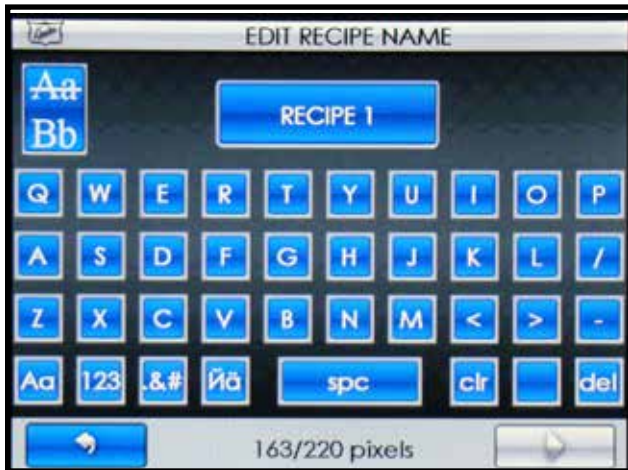 EDIT RECIPE NAME
Aa
Bb
RECIPE 1
Q W E R T Y U I O P
A S D F G H J K L /
Z X C V B N M < > -
Aa 123 .&# Йä spc clr del
163/220 pixels